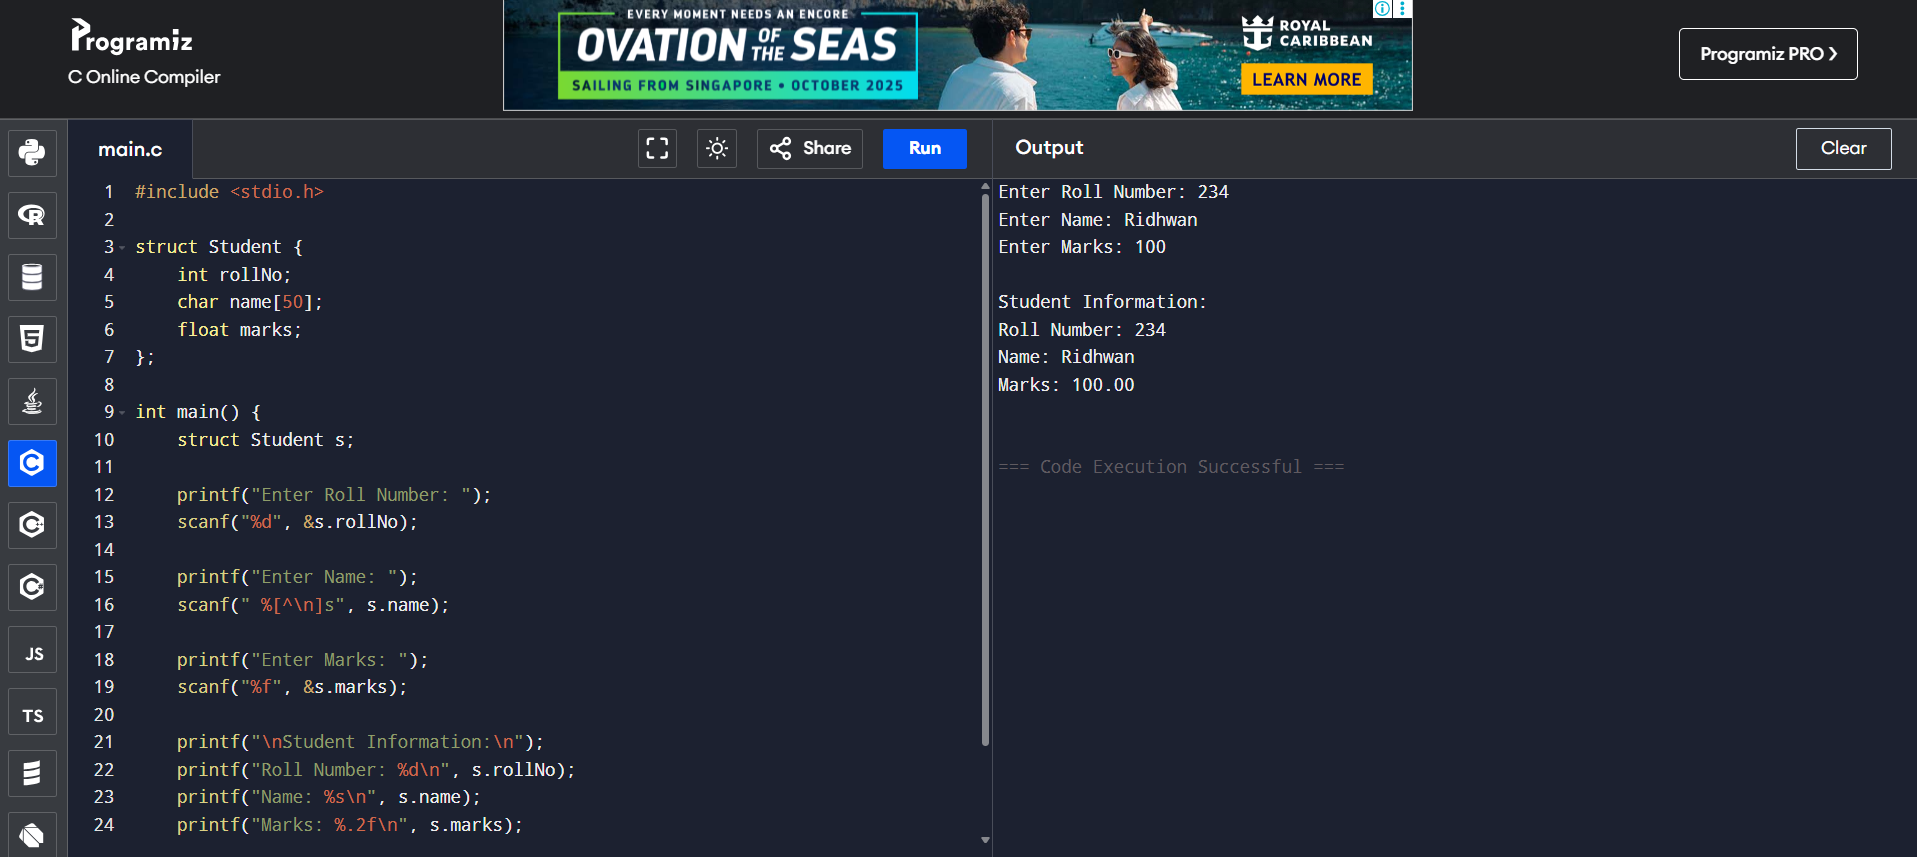 Programiz
C Online Compiler
EVERY MOMENT NEEDS AN ENCORE
OVATION OF THE SEAS
SAILING FROM SINGAPORE • OCTOBER 2025
ROYAL CARIBBEAN
LEARN MORE
Programiz PRO ❯
main.c
Share
Run
1 #include <stdio.h>
2
3 struct Student {
4     int rollNo;
5     char name[50];
6     float marks;
7 };
8
9 int main() {
10     struct Student s;
11
12     printf("Enter Roll Number: ");
13     scanf("%d", &s.rollNo);
14
15     printf("Enter Name: ");
16     scanf(" %[^\n]s", s.name);
17
18     printf("Enter Marks: ");
19     scanf("%f", &s.marks);
20
21     printf("\nStudent Information:\n");
22     printf("Roll Number: %d\n", s.rollNo);
23     printf("Name: %s\n", s.name);
24     printf("Marks: %.2f\n", s.marks);
Output
Clear
Enter Roll Number: 234
Enter Name: Ridhwan
Enter Marks: 100
Student Information:
Roll Number: 234
Name: Ridhwan
Marks: 100.00
=== Code Execution Successful ===
R
5
C
C
C
JS
TS